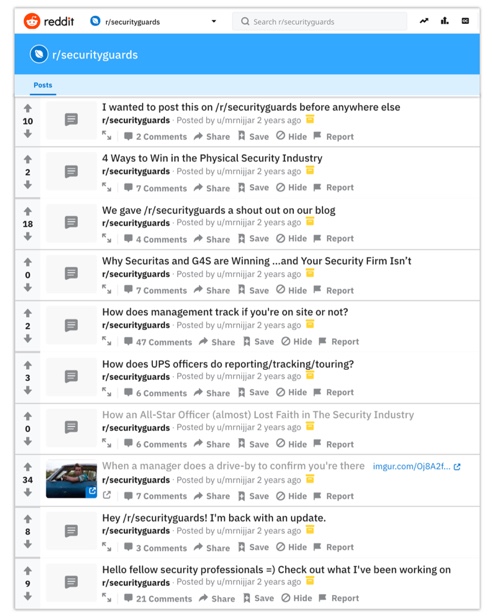 reddit r/securityguards Search r/securityguards
r/securityguards
Posts
I wanted to post this on /r/securityguards before anywhere else
r/securityguards · Posted by u/mrnijjar 2 years ago
10
2 Comments Share Save Hide Report
4 Ways to Win in the Physical Security Industry
r/securityguards · Posted by u/mrnijjar 2 years ago
2
7 Comments Share Save Hide Report
We gave /r/securityguards a shout out on our blog
r/securityguards · Posted by u/mrnijjar 2 years ago
18
4 Comments Share Save Hide Report
Why Securitas and G4S are Winning ...and Your Security Firm Isn't
r/securityguards · Posted by u/mrnijjar 2 years ago
0
7 Comments Share Save Hide Report
How does management track if you're on site or not?
r/securityguards · Posted by u/mrnijjar 2 years ago
2
47 Comments Share Save Hide Report
How does UPS officers do reporting/tracking/touring?
r/securityguards · Posted by u/mrnijjar 2 years ago
3
6 Comments Share Save Hide Report
How an All-Star Officer (almost) Lost Faith in The Security Industry
r/securityguards · Posted by u/mrnijjar 2 years ago
0
6 Comments Share Save Hide Report
When a manager does a drive-by to confirm you're there imgur.com/Oj8A2f...
r/securityguards · Posted by u/mrnijjar 2 years ago
34
7 Comments Share Save Hide Report
Hey /r/securityguards! I'm back with an update.
r/securityguards · Posted by u/mrnijjar 2 years ago
8
3 Comments Share Save Hide Report
Hello fellow security professionals =) Check out what I've been working on
r/securityguards · Posted by u/mrnijjar 2 years ago
9
21 Comments Share Save Hide Report